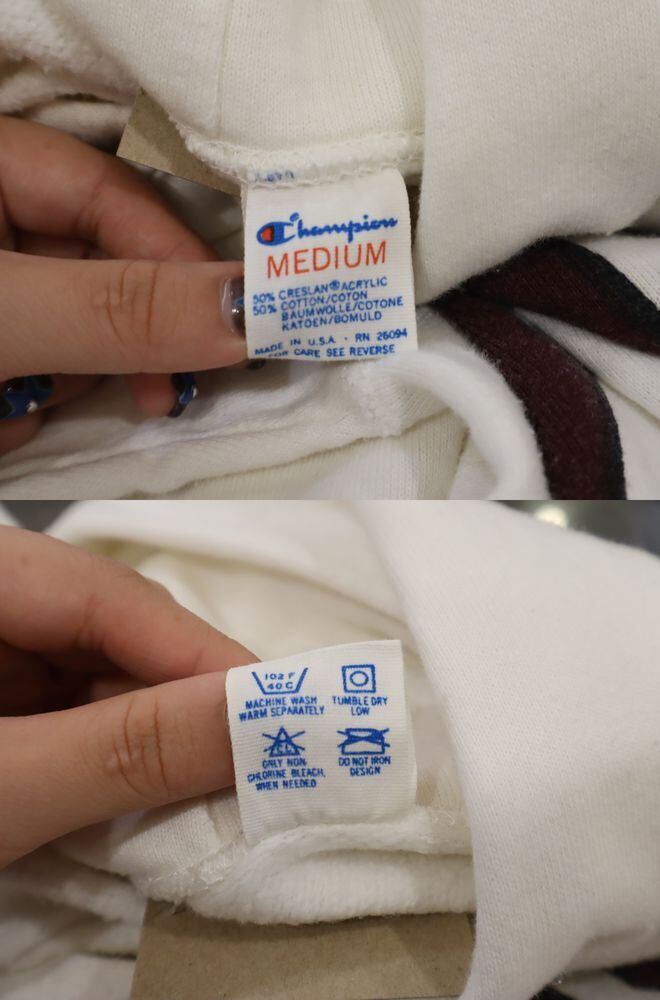 Champion
MEDIUM
50% CRESLAN® ACRYLIC
50% COTTON/COTON
BAUMWOLLE/COTONE
KATOEN/BOMULD
MADE IN U.S.A. · RN 26094
FOR CARE SEE REVERSE
102 F
40 C
MACHINE WASH
WARM SEPARATELY
TUMBLE DRY
LOW
CL
ONLY NON
CHLORINE BLEACH,
WHEN NEEDED
DO NOT IRON
DESIGN